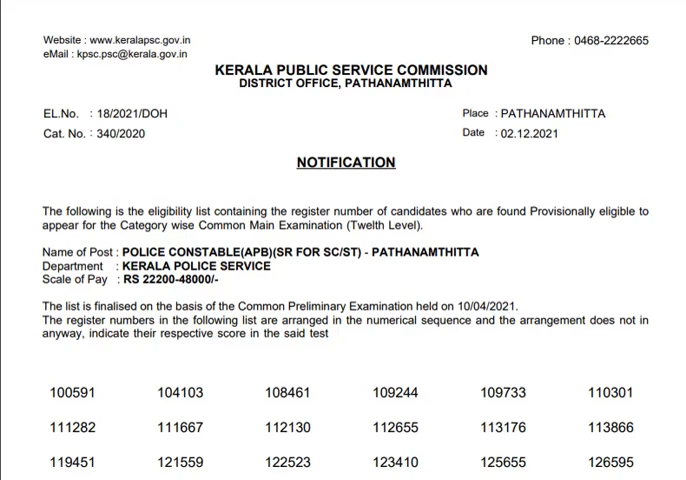 Website : www.keralapsc.gov.in Phone : 0468-2222665
eMail : kpsc.psc@kerala.gov.in
KERALA PUBLIC SERVICE COMMISSION
DISTRICT OFFICE, PATHANAMTHITTA
EL.No. : 18/2021/DOH Place : PATHANAMTHITTA
Cat. No. : 340/2020 Date : 02.12.2021
NOTIFICATION
The following is the eligibility list containing the register number of candidates who are found Provisionally eligible to
appear for the Category wise Common Main Examination (Twelth Level).
Name of Post : POLICE CONSTABLE(APB)(SR FOR SC/ST) - PATHANAMTHITTA
Department : KERALA POLICE SERVICE
Scale of Pay : RS 22200-48000/-
The list is finalised on the basis of the Common Preliminary Examination held on 10/04/2021.
The register numbers in the following list are arranged in the numerical sequence and the arrangement does not in
anyway, indicate their respective score in the said test
100591 104103 108461 109244 109733 110301
111282 111667 112130 112655 113176 113866
119451 121559 122523 123410 125655 126595